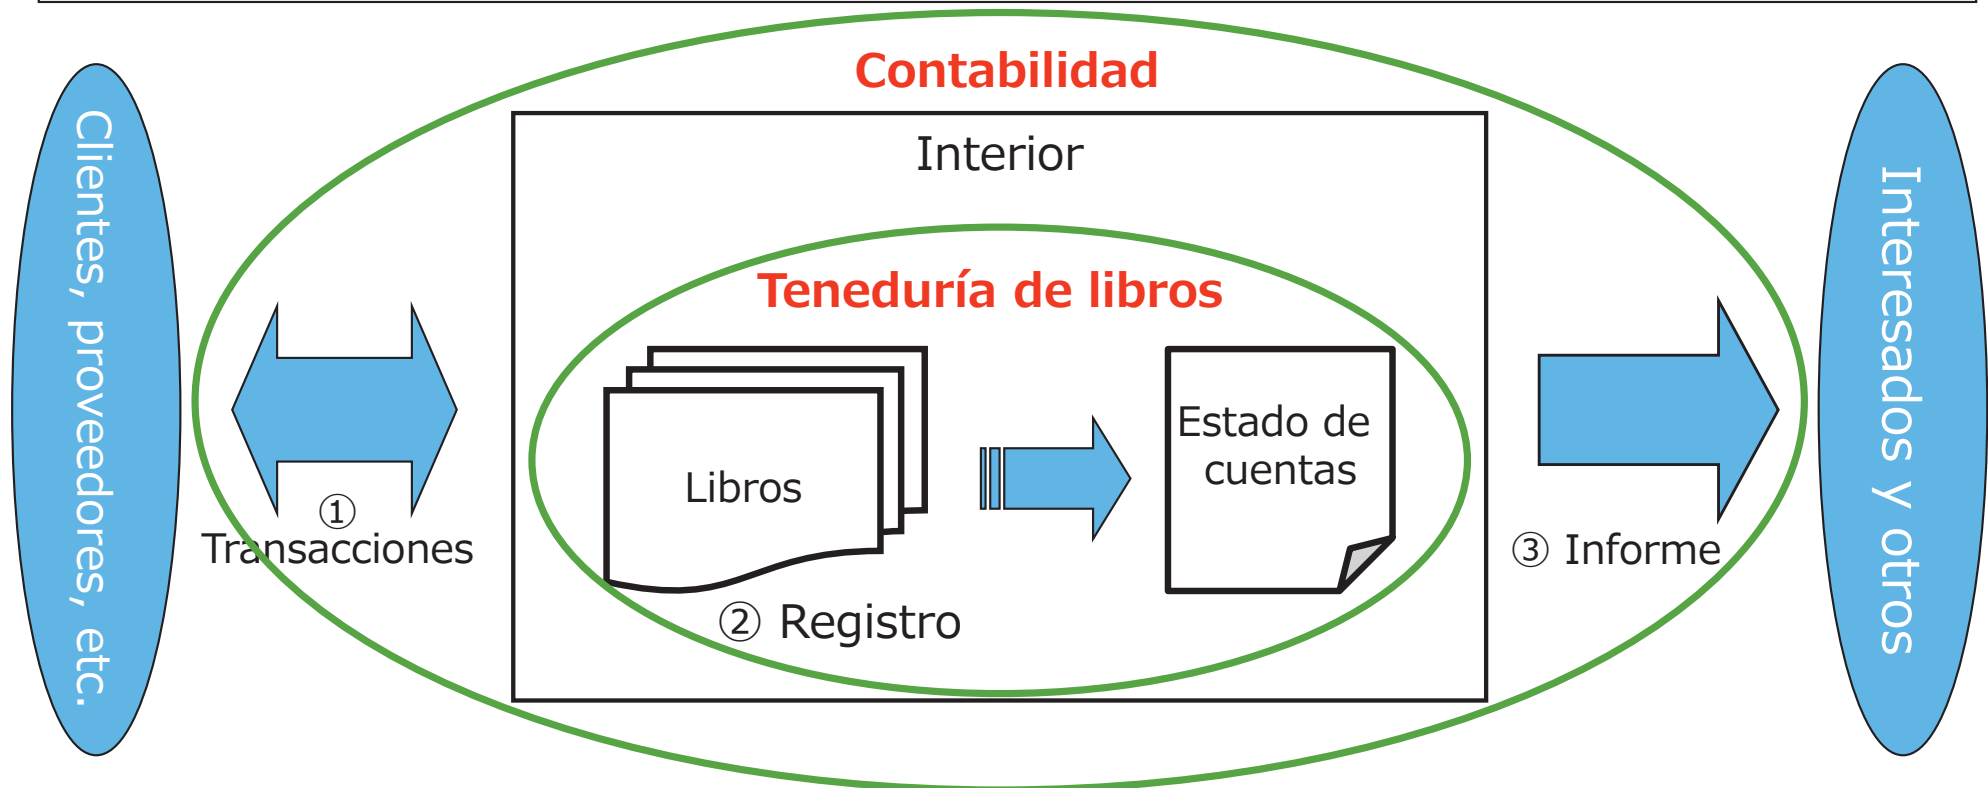 Contabilidad
Interior
Teneduría de libros
Clientes, proveedores, etc.
①
Transacciones
Libros
② Registro
Estado de
cuentas
③ Informe
Interesados y otros